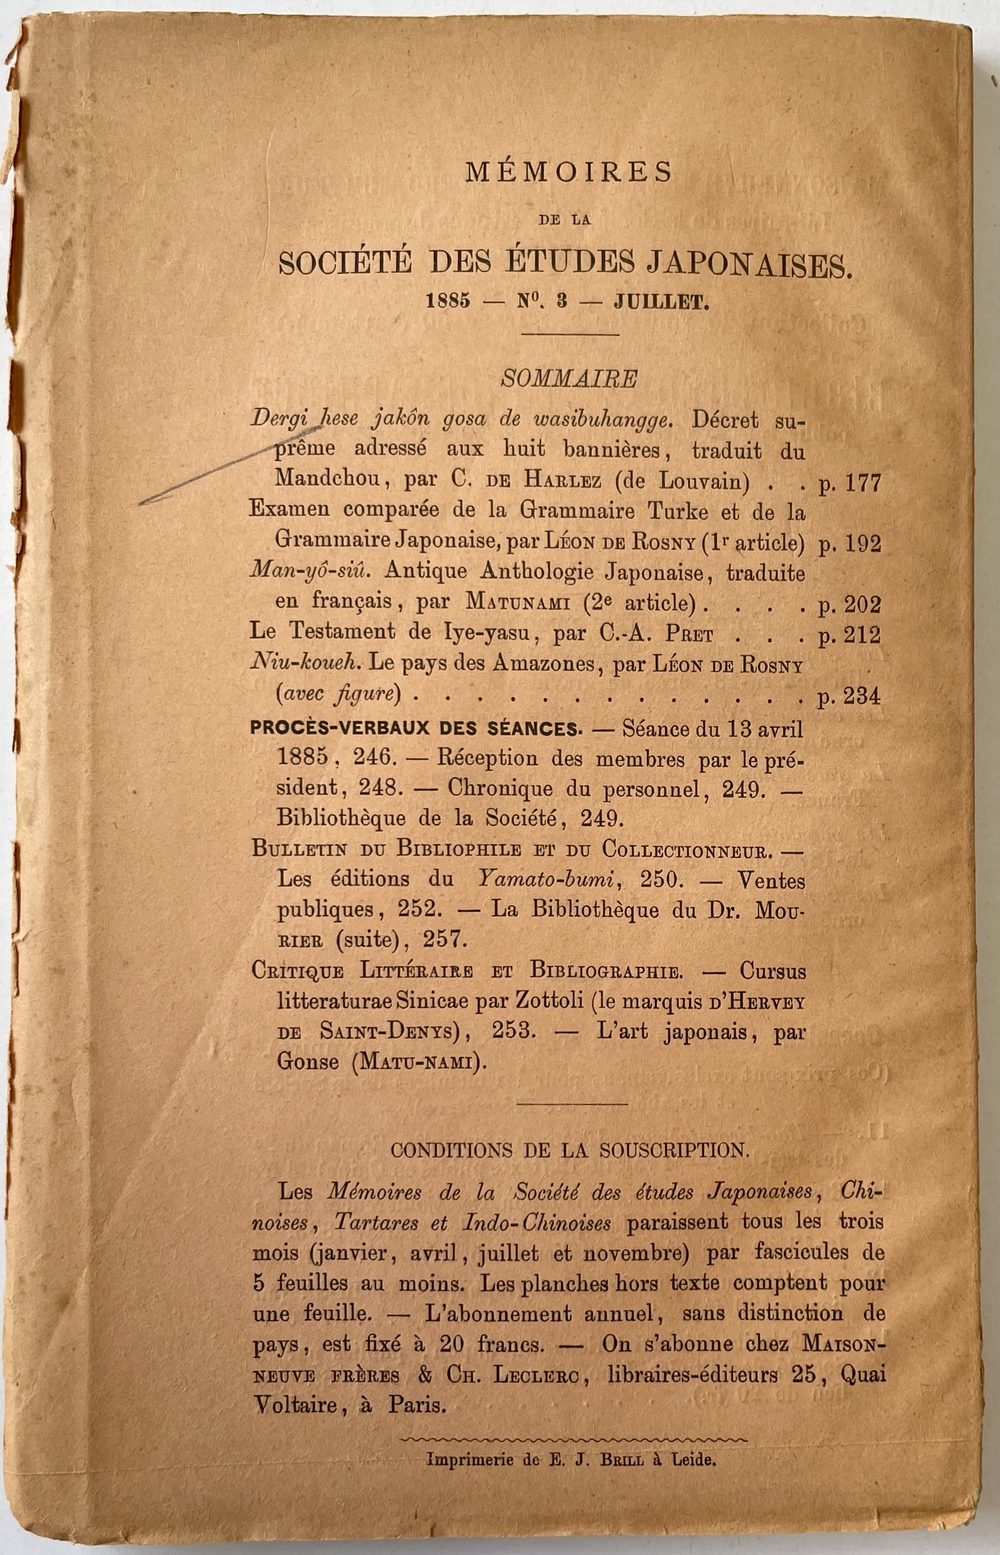 MÉMOIRES
DE LA
SOCIÉTÉ DES ÉTUDES JAPONAISES.
1885 — Nº. 3 — JUILLET.
SOMMAIRE
Dergi hese jakôn gosa de wasibuhangge. Décret su-
prême adressé aux huit bannières, traduit du
Mandchou, par C. DE HARLEZ (de Louvain) . . p. 177
Examen comparée de la Grammaire Turke et de la
Grammaire Japonaise, par LÉON DE ROSNY (1r article) p. 192
Man-yô-siû. Antique Anthologie Japonaise, traduite
en français, par MATUNAMI (2e article) . . . . p. 202
Le Testament de Iye-yasu, par C.-A. PRET . . . p. 212
Niu-koueh. Le pays des Amazones, par LÉON DE ROSNY
(avec figure) . . . . . . . . . . . . . p. 234
PROCÈS-VERBAUX DES SÉANCES. — Séance du 13 avril
1885, 246. — Réception des membres par le pré-
sident, 248. — Chronique du personnel, 249. —
Bibliothèque de la Société, 249.
BULLETIN DU BIBLIOPHILE ET DU COLLECTIONNEUR. —
Les éditions du Yamato-bumi, 250. — Ventes
publiques, 252. — La Bibliothèque du Dr. MOU-
RIER (suite), 257.
CRITIQUE LITTÉRAIRE ET BIBLIOGRAPHIE. — Cursus
litteraturae Sinicae par Zottoli (le marquis D'HERVEY
DE SAINT-DENYS), 253. — L'art japonais, par
Gonse (MATU-NAMI).
CONDITIONS DE LA SOUSCRIPTION.
Les Mémoires de la Société des études Japonaises, Chi-
noises, Tartares et Indo-Chinoises paraissent tous les trois
mois (janvier, avril, juillet et novembre) par fascicules de
5 feuilles au moins. Les planches hors texte comptent pour
une feuille. — L'abonnement annuel, sans distinction de
pays, est fixé à 20 francs. — On s'abonne chez MAISON-
NEUVE FRÈRES & CH. LECLERC, libraires-éditeurs 25, Quai
Voltaire, à Paris.
Imprimerie de E. J. BRILL à Leide.